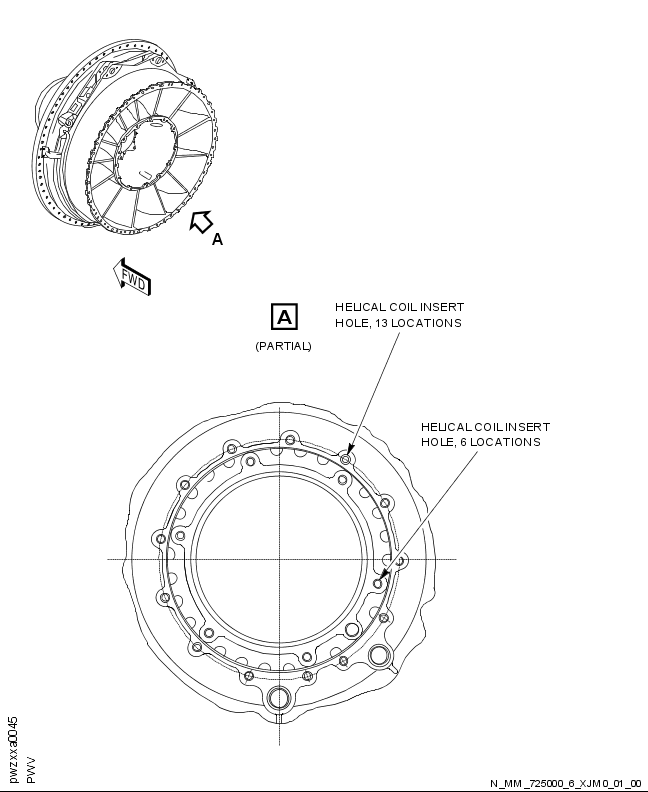 A
FWD
A
(PARTIAL)
HELICAL COIL INSERT
HOLE, 13 LOCATIONS
HELICAL COIL INSERT
HOLE, 6 LOCATIONS
pwzxxa0045
PWV
N_MM_725000_6_XJM0_01_00